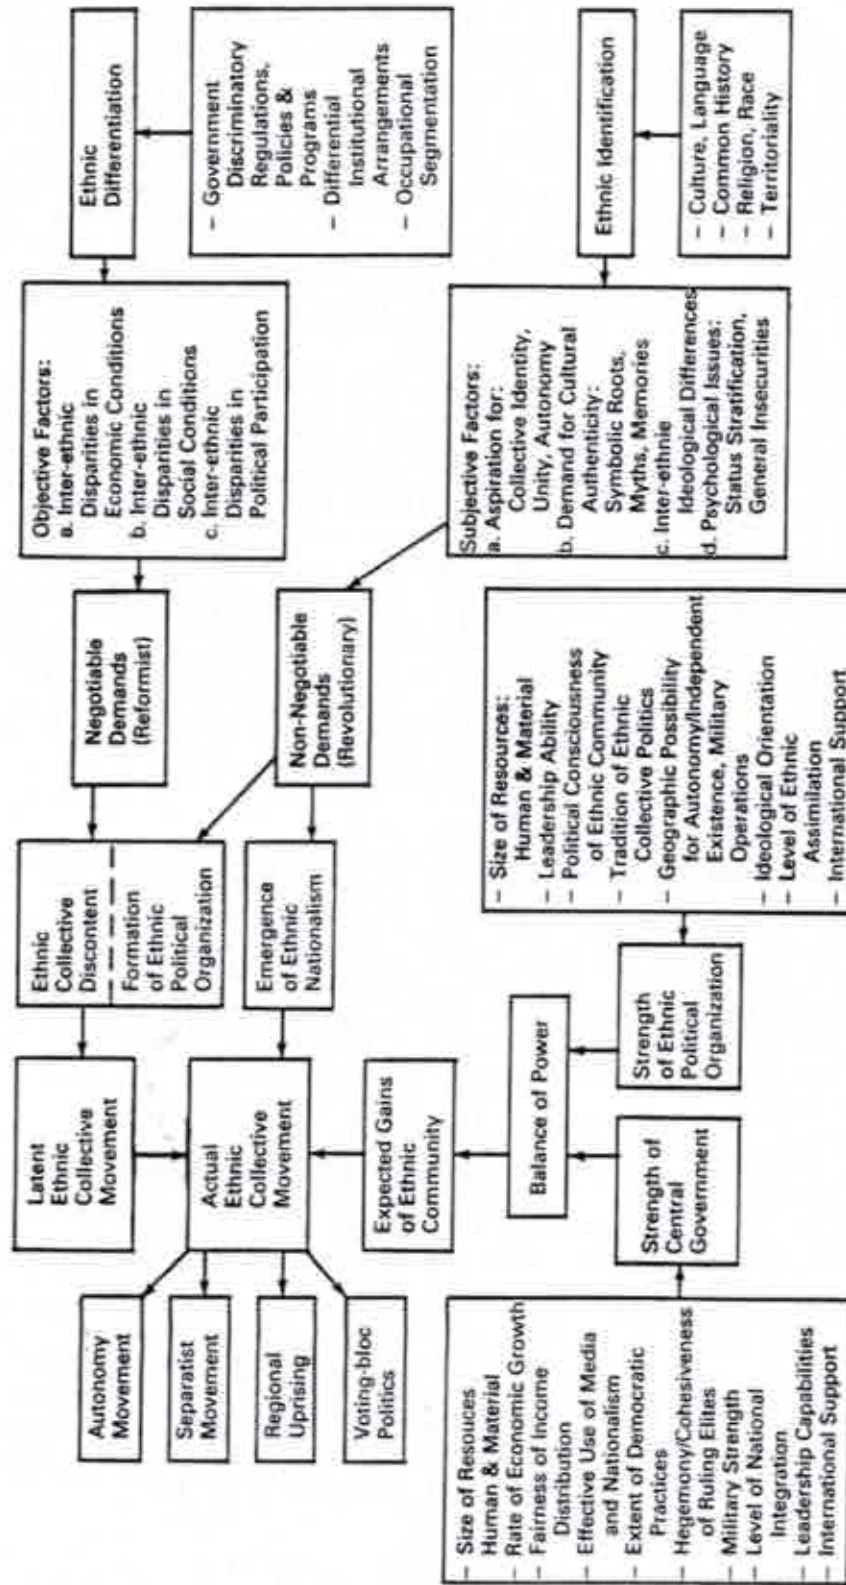 Autonomy
Movement
Separatist
Movement
Regional
Uprising
Voting-bloc
Politics
Latent
Ethnic
Collective
Movement
Actual
Ethnic
Collective
Movement
Ethnic
Collective
Discontent
Formation
of Ethnic
Political
Organization
Emergence
of Ethnic
Nationalism
Negotiable
Demands
(Reformist)
Non-Negotiable
Demands
(Revolutionary)
Objective Factors:
a. Inter-ethnic
Disparities in
Economic Conditions
b. Inter-ethnic
Disparities in
Social Conditions
c. Inter-ethnic
Disparities in
Political Participation
Ethnic
Differentiation
– Government
Discriminatory
Regulations,
Policies &
Programs
– Differential
Institutional
Arrangements
– Occupational
Segmentation
Subjective Factors:
a. Aspiration for:
Collective Identity,
Unity, Autonomy
b. Demand for Cultural
Authenticity:
Symbolic Roots,
Myths, Memories
c. Inter-ethnie
Ideological Differences
d. Psychological Issues:
Status Stratification,
General Insecurities
Ethnic Identification
– Culture, Language
– Common History
– Religion, Race
– Territoriality
Expected Gains
of Ethnic
Community
Balance of Power
Strength of
Central
Government
Strength
of Ethnic
Political
Organization
– Size of Resouces
Human & Material
– Rate of Economic Growth
– Fairness of Income
Distribution
– Effective Use of Media
and Nationalism
– Extent of Democratic
Practices
– Hegemony/Cohesiveness
of Ruling Elites
– Military Strength
– Level of National
Integration
– Leadership Capabilities
– International Support
– Size of Resources:
Human & Material
– Leadership Ability
– Political Consciousness
of Ethnic Community
– Tradition of Ethnic
Collective Politics
– Geographic Possibility
for Autonomy/Independent
Existence, Military
Operations
– Ideological Orientation
– Level of Ethnic
Assimilation
– International Support